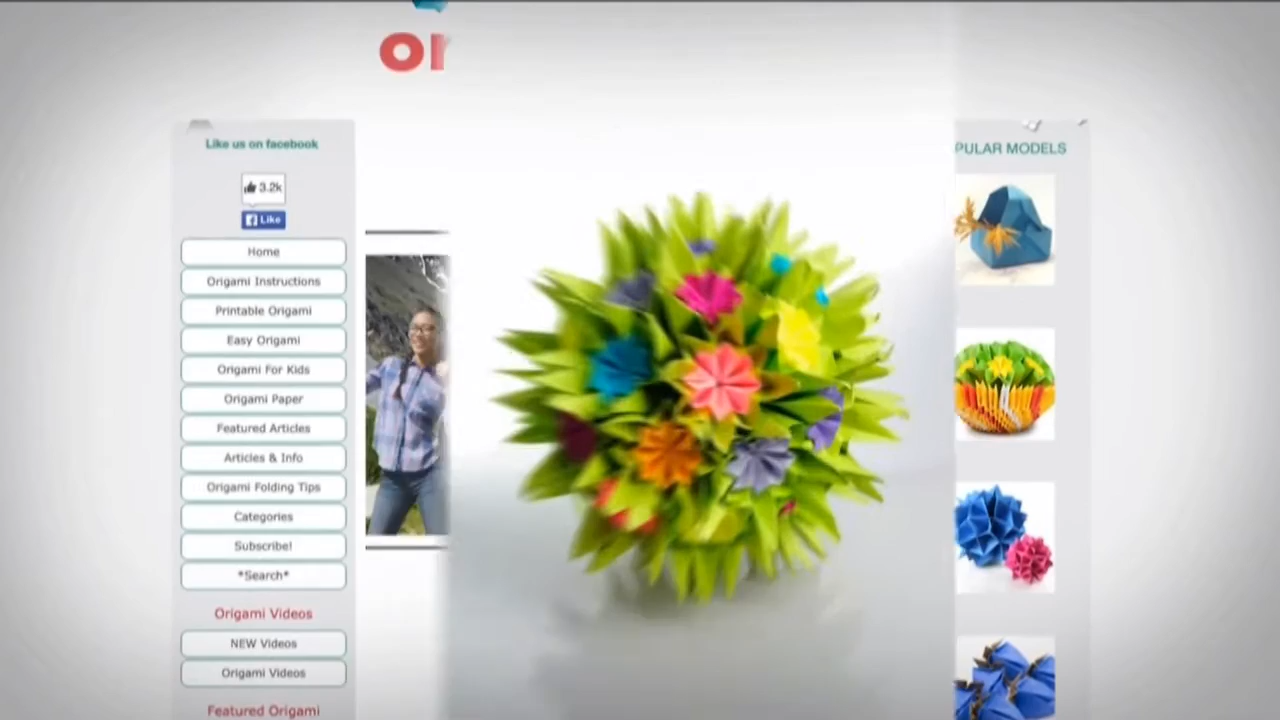 Like us on facebook
3.2k
Like
Home
Origami Instructions
Printable Origami
Easy Origami
Origami For Kids
Origami Paper
Featured Articles
Articles & Info
Origami Folding Tips
Categories
Subscribe!
*Search*
Origami Videos
NEW Videos
Origami Videos
Featured Origami
PULAR MODELS